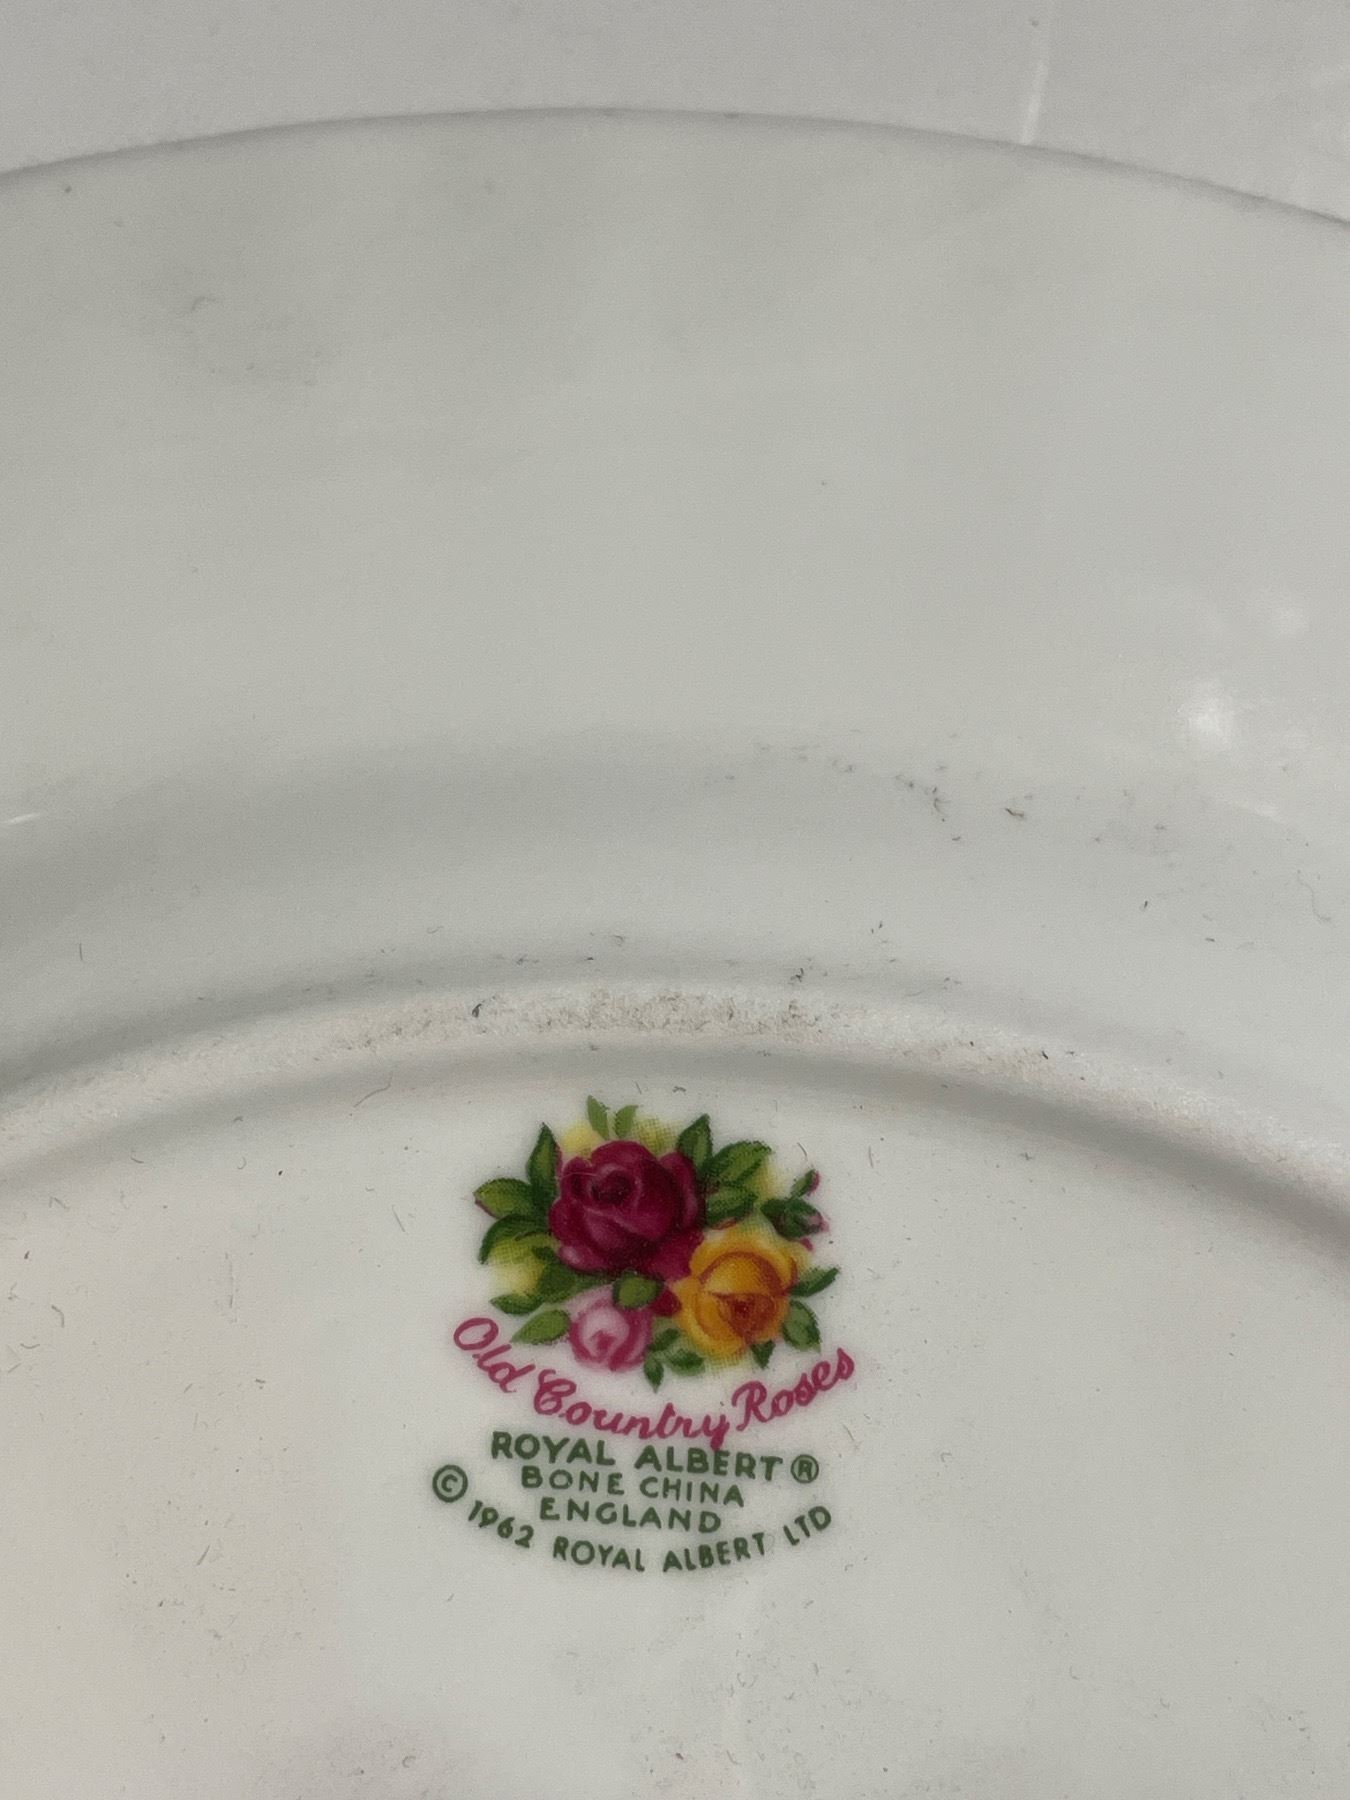 Old Country Roses
ROYAL ALBERT ®
BONE CHINA
ENGLAND
© 1962 ROYAL ALBERT LTD